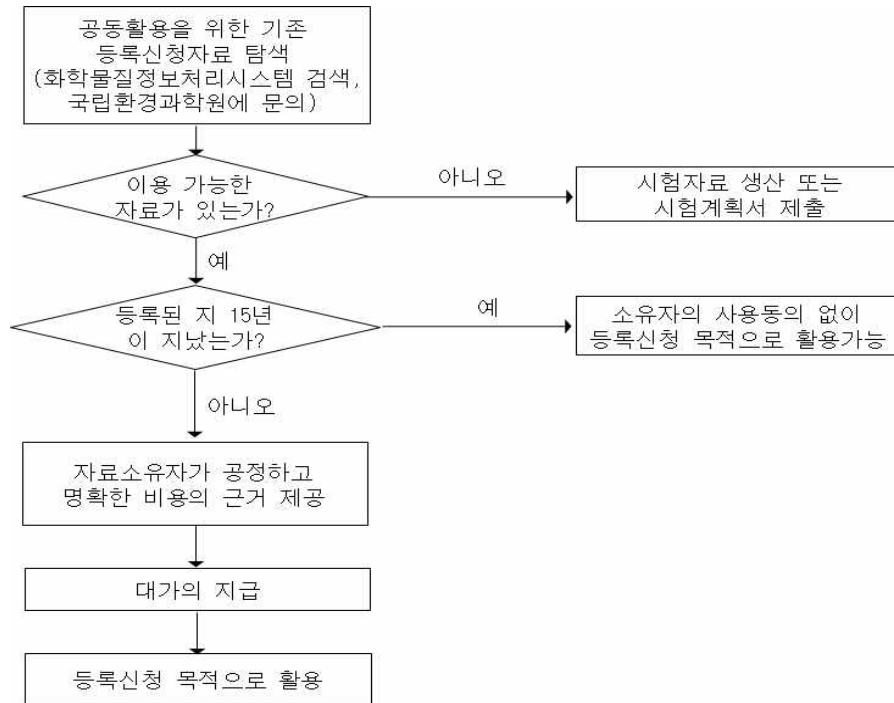 공동활용을 위한 기존
등록신청자료 탐색
(화학물질정보처리시스템 검색,
국립환경과학원에 문의)
이용 가능한
자료가 있는가?
아니오
시험자료 생산 또는
시험계획서 제출
예
등록된 지 15년
이 지났는가?
예
소유자의 사용동의 없이
등록신청 목적으로 활용가능
아니오
자료소유자가 공정하고
명확한 비용의 근거 제공
대가의 지급
등록신청 목적으로 활용